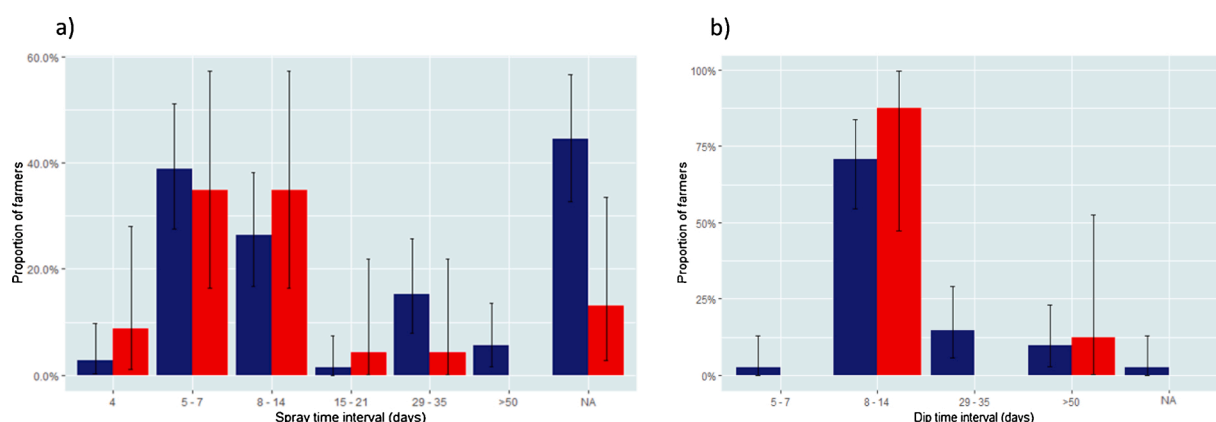 a)
60.0%
40.0%
20.0%
0.0%
Proportion of farmers
4 5 - 7 8 - 14 15 - 21 29 - 35 >50 NA
Spray time interval (days)
b)
100%
75%
50%
25%
0%
Proportion of farmers
5 - 7 8 - 14 29 - 35 >50 NA
Dip time interval (days)